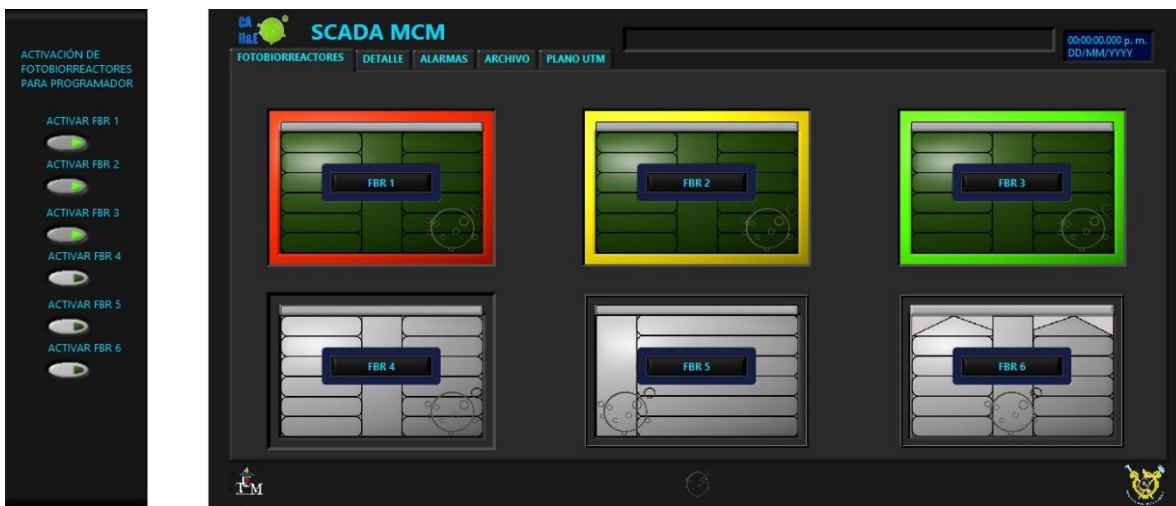 ACTIVACIÓN DE
FOTOBIORREACTORES
PARA PROGRAMADOR
ACTIVAR FBR 1
ACTIVAR FBR 2
ACTIVAR FBR 3
ACTIVAR FBR 4
ACTIVAR FBR 5
ACTIVAR FBR 6
CA
II&E
SCADA MCM
00:00:00.000 p. m.
DD/MM/YYYY
FOTOBIORREACTORES DETALLE ALARMAS ARCHIVO PLANO UTM
FBR 1 FBR 2 FBR 3
FBR 4 FBR 5 FBR 6